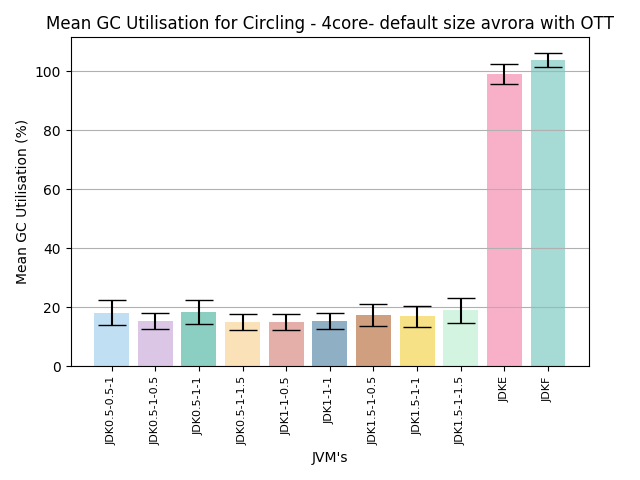 Mean GC Utilisation for Circling - 4core- default size avrora with OTT
Mean GC Utilisation (%)
100
80
60
40
20
0
JDK0.5-0.5-1
JDK0.5-1-0.5
JDK0.5-1-1
JDK0.5-1-1.5
JDK1-1-0.5
JDK1-1-1
JDK1.5-1-0.5
JDK1.5-1-1
JDK1.5-1-1.5
JDKE
JDKF
JVM's